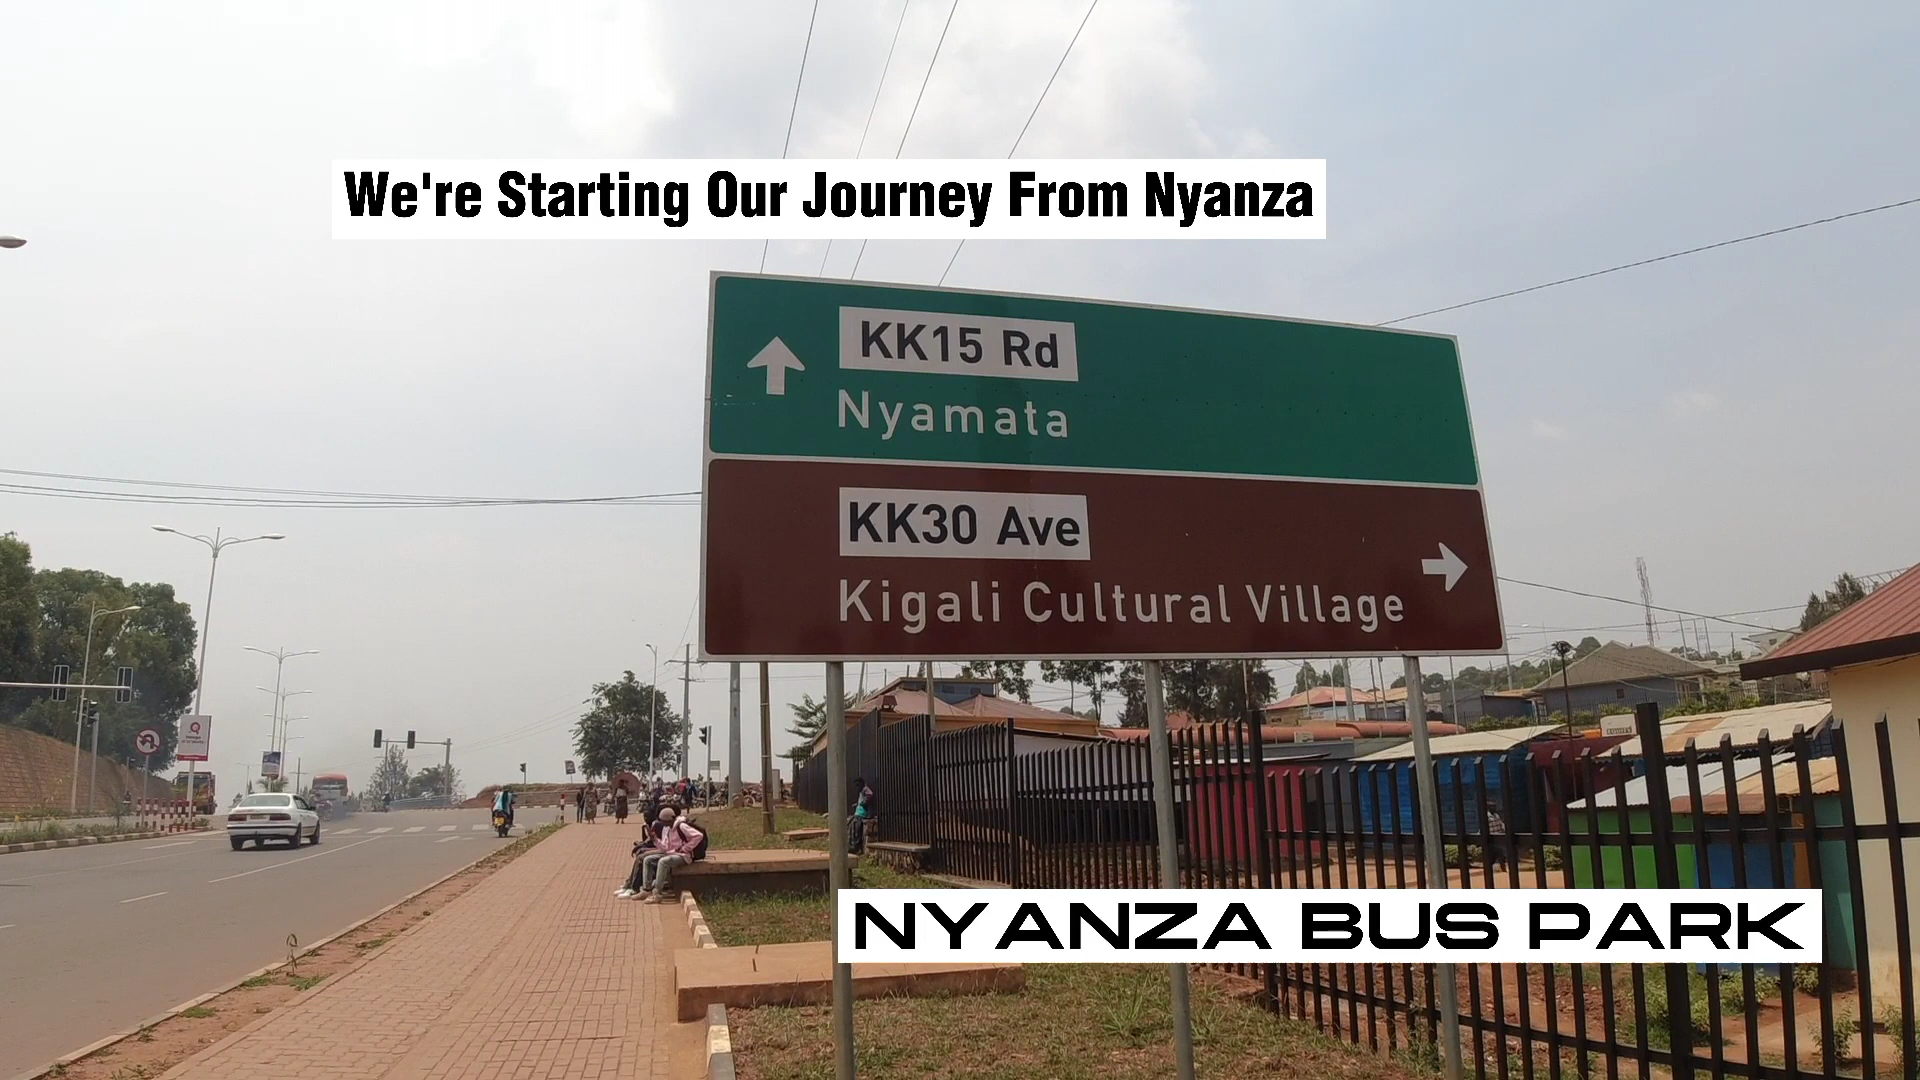 We're Starting Our Journey From Nyanza
KK15 Rd
Nyamata
KK30 Ave
Kigali Cultural Village
NYANZA BUS PARK